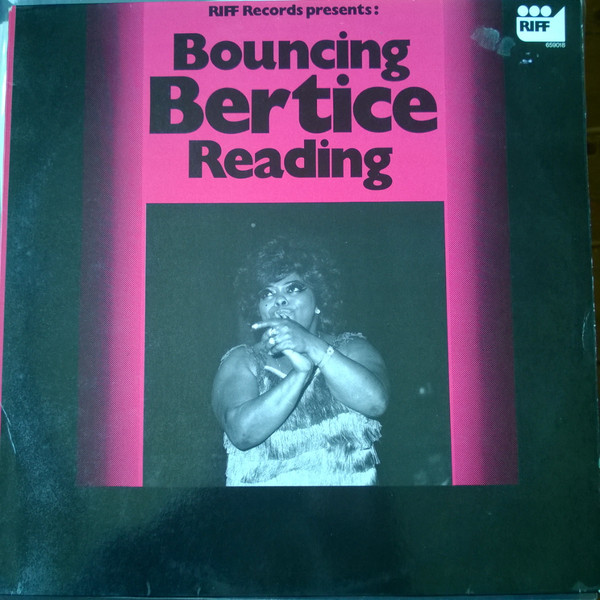 RIFF Records presents:
Bouncing
Bertice
Reading
RIFF
659018